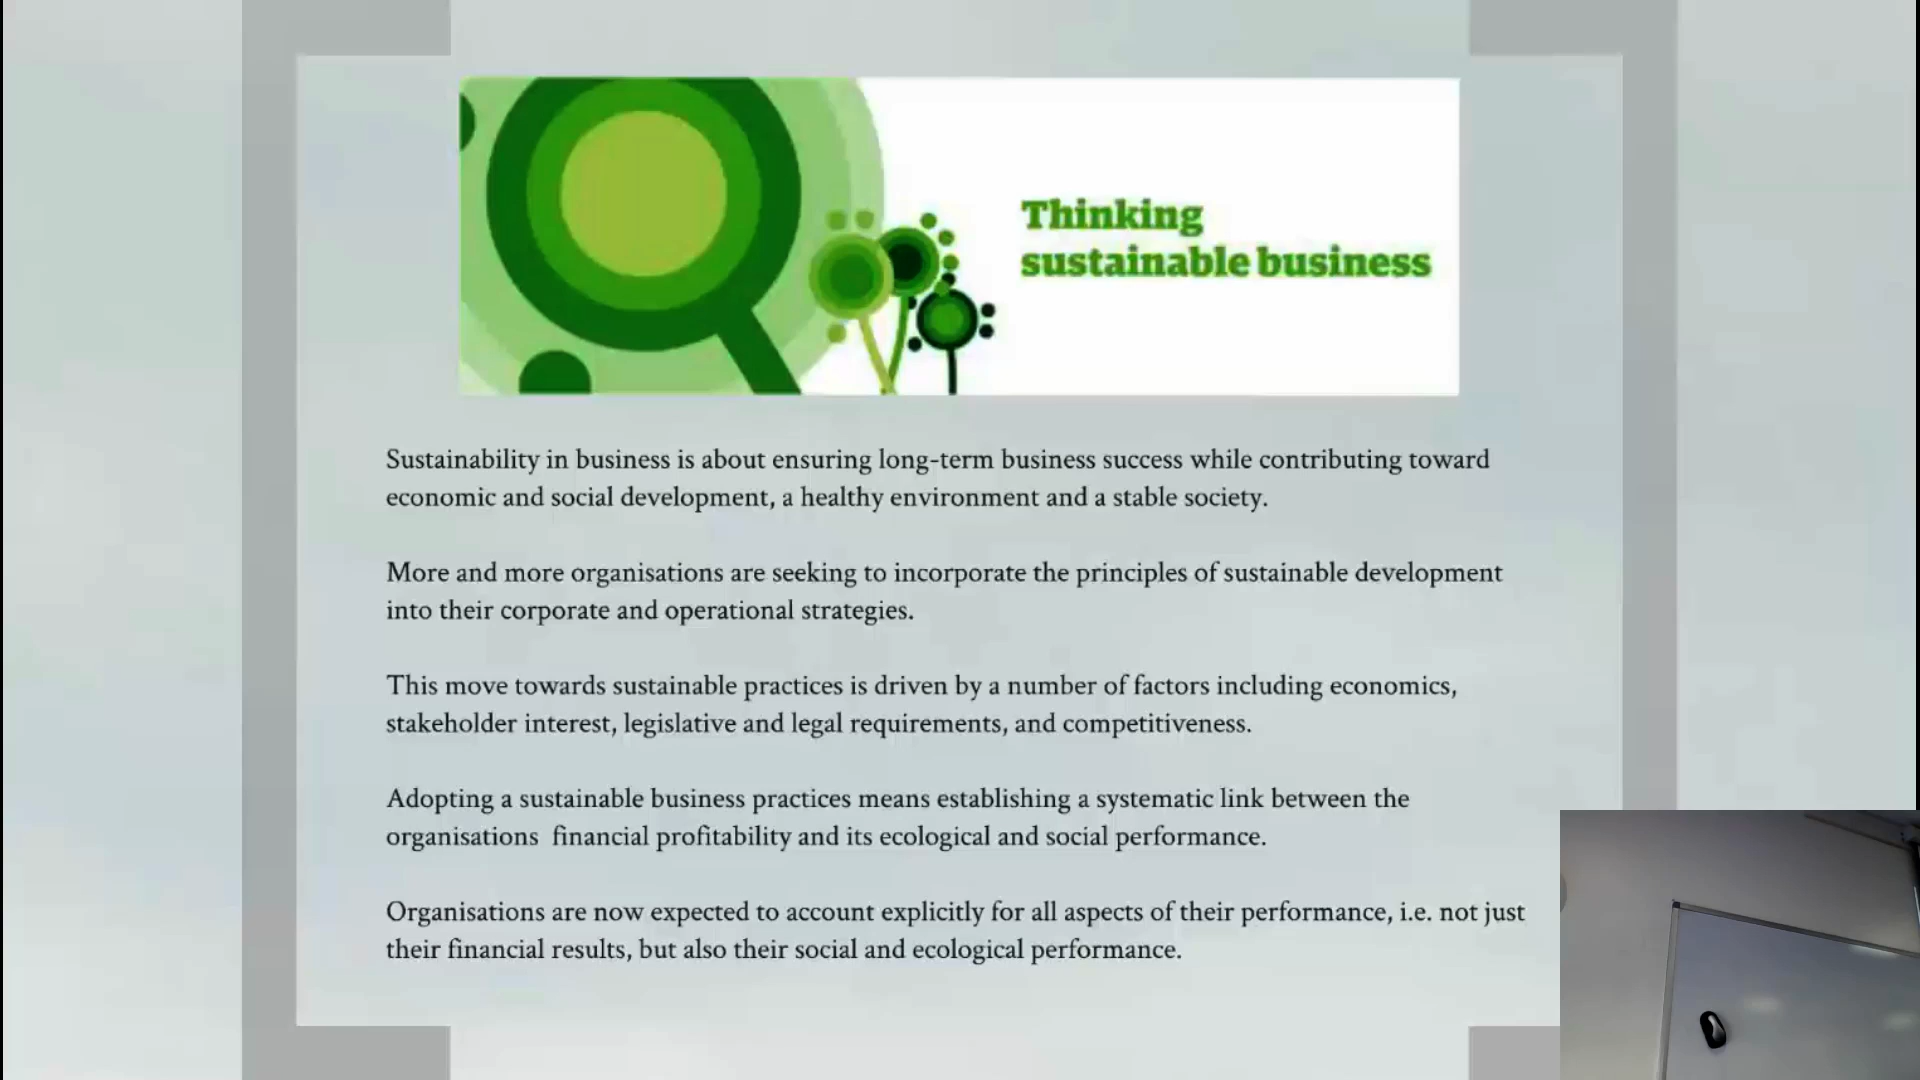 Thinking
sustainable business
Sustainability in business is about ensuring long-term business success while contributing toward
economic and social development, a healthy environment and a stable society.
More and more organisations are seeking to incorporate the principles of sustainable development
into their corporate and operational strategies.
This move towards sustainable practices is driven by a number of factors including economics,
stakeholder interest, legislative and legal requirements, and competitiveness.
Adopting a sustainable business practices means establishing a systematic link between the
organisations  financial profitability and its ecological and social performance.
Organisations are now expected to account explicitly for all aspects of their performance, i.e. not just
their financial results, but also their social and ecological performance.